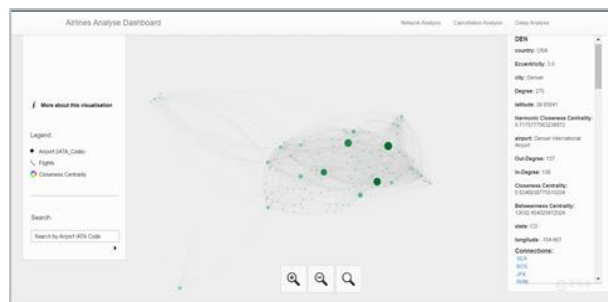 Airlines Analyse Dashboard
Network Analysis
Cancellation Analysis
Delay Analysis
i More about this visualisation
Legend:
Airport (IATA_Code)
Flights
Closeness Centrality
Search:
Search by Airport IATA Code
DEN
country: USA
Eccentricity: 3.0
city: Denver
Degree: 275
latitude: 39.85841
Harmonic Closeness Centrality:
airport: Denver International
Airport
Out-Degree: 137
In-Degree: 138
Closeness Centrality:
Betweenness Centrality:
state: CO
longitude: -104.667
Connections:
SEA
BOS
JFK